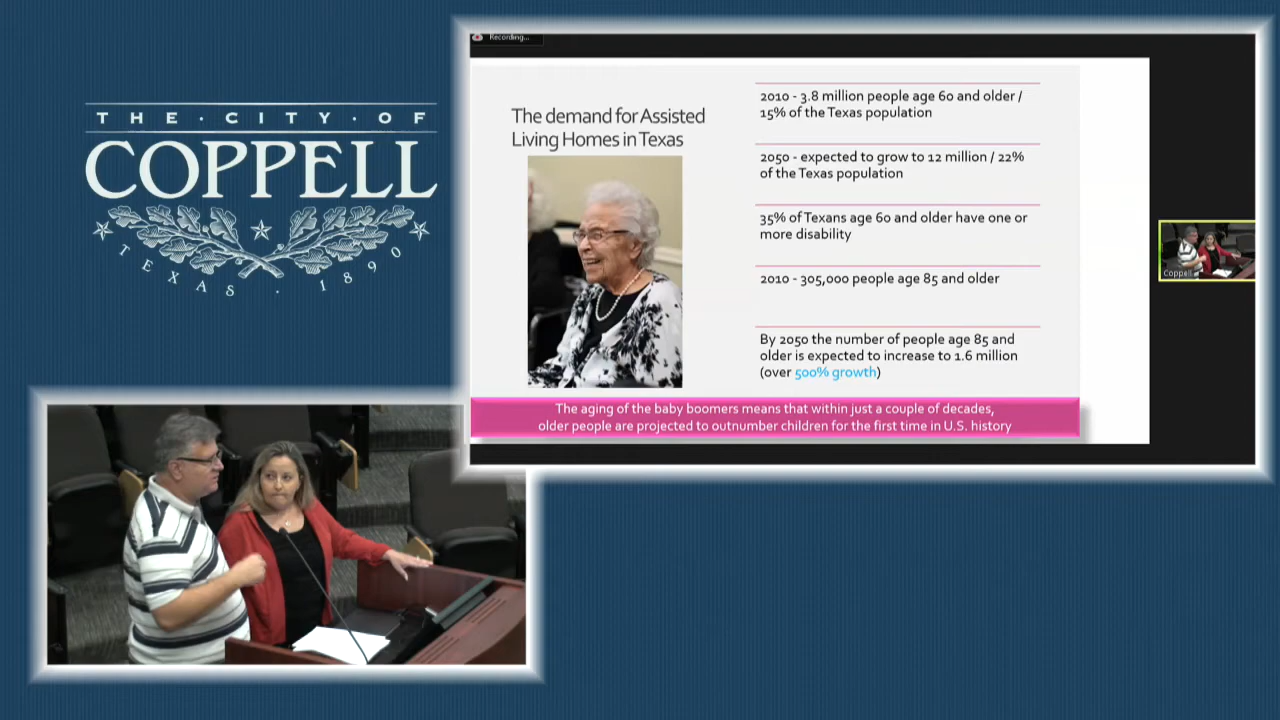 THE·CITY·OF
COPPELL
TEXAS · 1890
Recording...
The demand for Assisted
Living Homes in Texas
2010 - 3.8 million people age 60 and older /
15% of the Texas population
2050 - expected to grow to 12 million / 22%
of the Texas population
35% of Texans age 60 and older have one or
more disability
2010 - 305,000 people age 85 and older
By 2050 the number of people age 85 and
older is expected to increase to 1.6 million
(over 500% growth)
The aging of the baby boomers means that within just a couple of decades,
older people are projected to outnumber children for the first time in U.S. history
Coppell